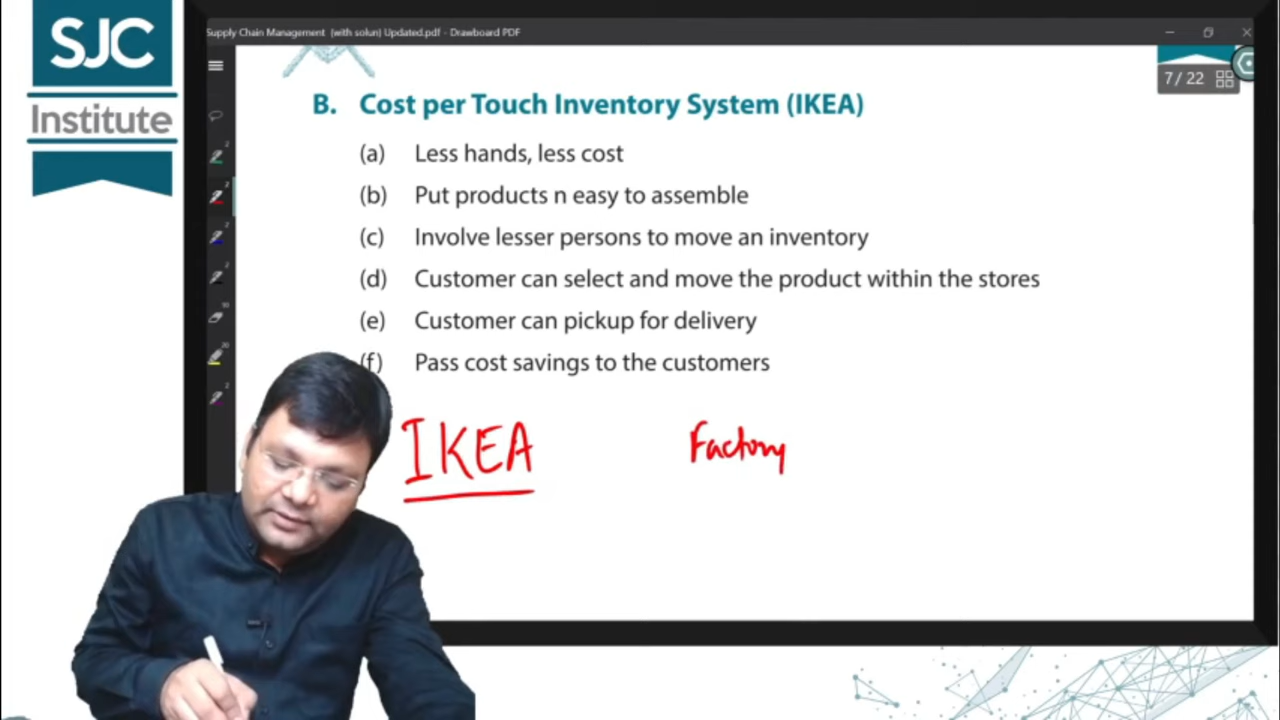 SJC
Institute
Supply Chain Management (with solun) Updated.pdf - Drawboard PDF
7 / 22
B. Cost per Touch Inventory System (IKEA)
(a) Less hands, less cost
(b) Put products n easy to assemble
(c) Involve lesser persons to move an inventory
(d) Customer can select and move the product within the stores
(e) Customer can pickup for delivery
(f) Pass cost savings to the customers
IKEA Factory